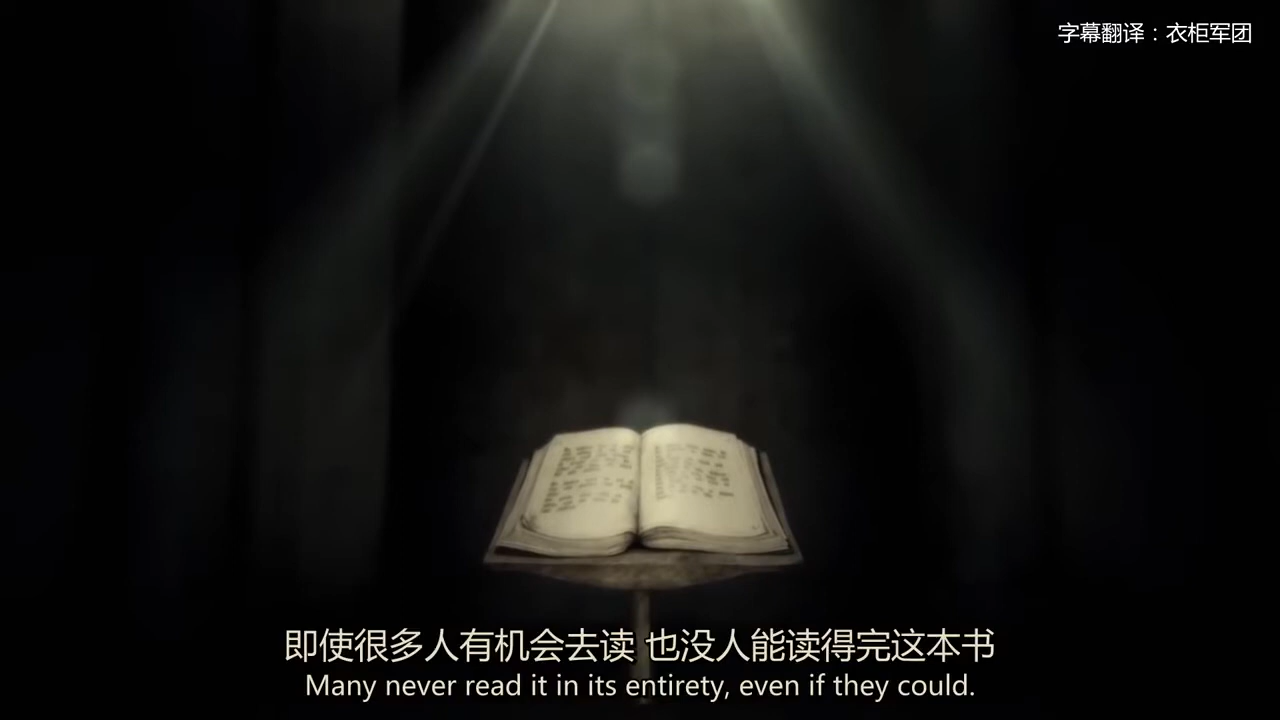 字幕翻译：衣柜军团
即使很多人有机会去读 也没人能读得完这本书
Many never read it in its entirety, even if they could.